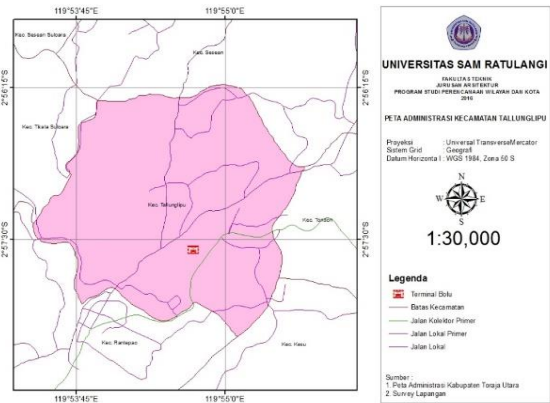 119°53'45"E
119°55'0"E
Kec. Sesean Suloara
Kec. Sesean
2°56'15"S
2°56'15"S
Kec. Tikala Suloara
Kec. Tallunglipu
Kec. Tondon
2°57'30"S
2°57'30"S
Kec. Rantepao
Kec. Kesu
119°53'45"E
119°55'0"E
UNIVERSITAS SAM RATULANGI
FAKULTAS TEKNIK
JURUSAN ARSITEKTUR
PROGRAM STUDI PERENCANAAN WILAYAH DAN KOTA
2016
PETA ADMINISTRASI KECAMATAN TALLUNGLIPU
Proyeksi : Universal TransverseMercator
Sistem Grid : Geografi
Datum Horizontal : WGS 1984, Zona 50 S
N
W E
S
1:30,000
Legenda
Terminal Bolu
Batas Kecamatan
Jalan Kolektor Primer
Jalan Lokal Primer
Jalan Lokal
Sumber :
1. Peta Administrasi Kabupaten Toraja Utara
2. Survey Lapangan